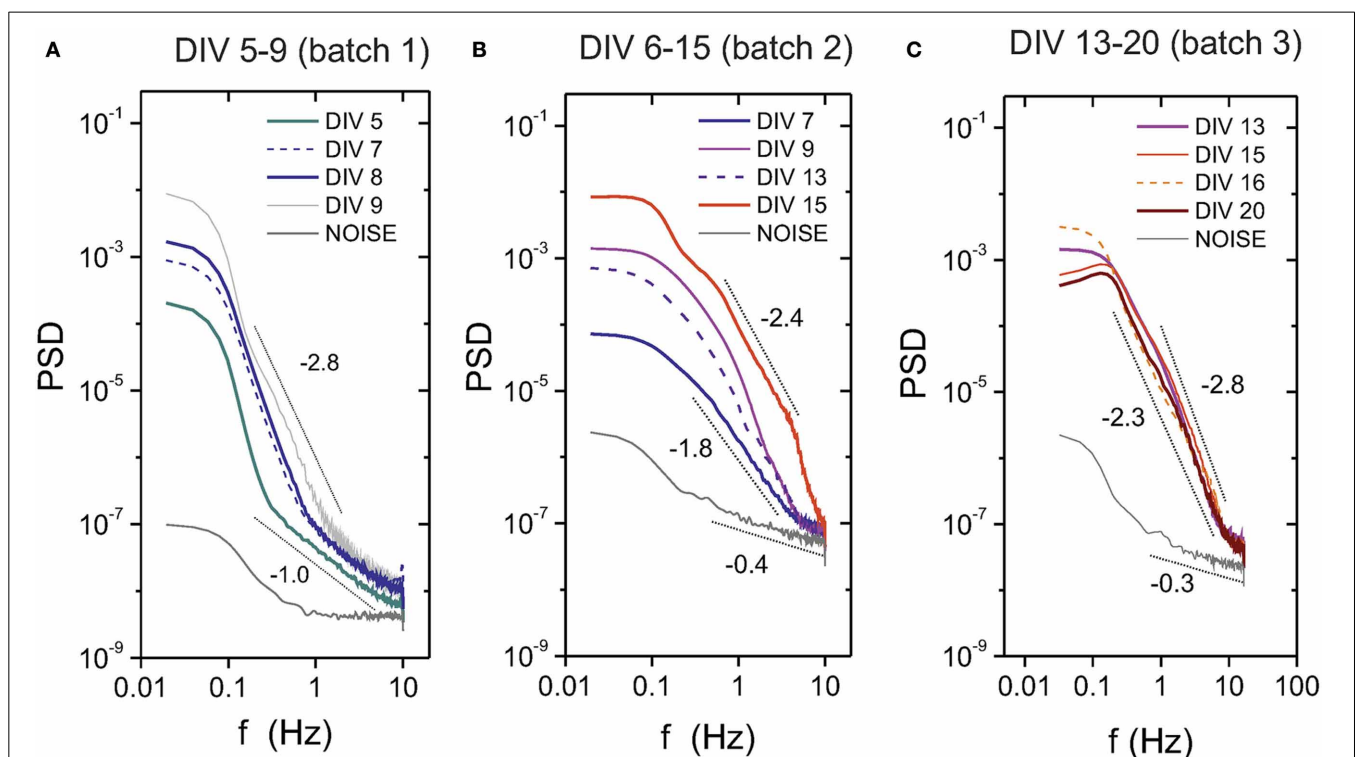 A DIV 5-9 (batch 1)
PSD
10⁻¹
10⁻³
10⁻⁵
10⁻⁷
10⁻⁹
DIV 5
DIV 7
DIV 8
DIV 9
NOISE
-2.8
-1.0
0.01 0.1 1 10
f (Hz)
B DIV 6-15 (batch 2)
PSD
10⁻¹
10⁻³
10⁻⁵
10⁻⁷
10⁻⁹
DIV 7
DIV 9
DIV 13
DIV 15
NOISE
-2.4
-1.8
-0.4
0.01 0.1 1 10
f (Hz)
C DIV 13-20 (batch 3)
PSD
10⁻¹
10⁻³
10⁻⁵
10⁻⁷
10⁻⁹
DIV 13
DIV 15
DIV 16
DIV 20
NOISE
-2.8
-2.3
-0.3
0.01 0.1 1 10 100
f (Hz)